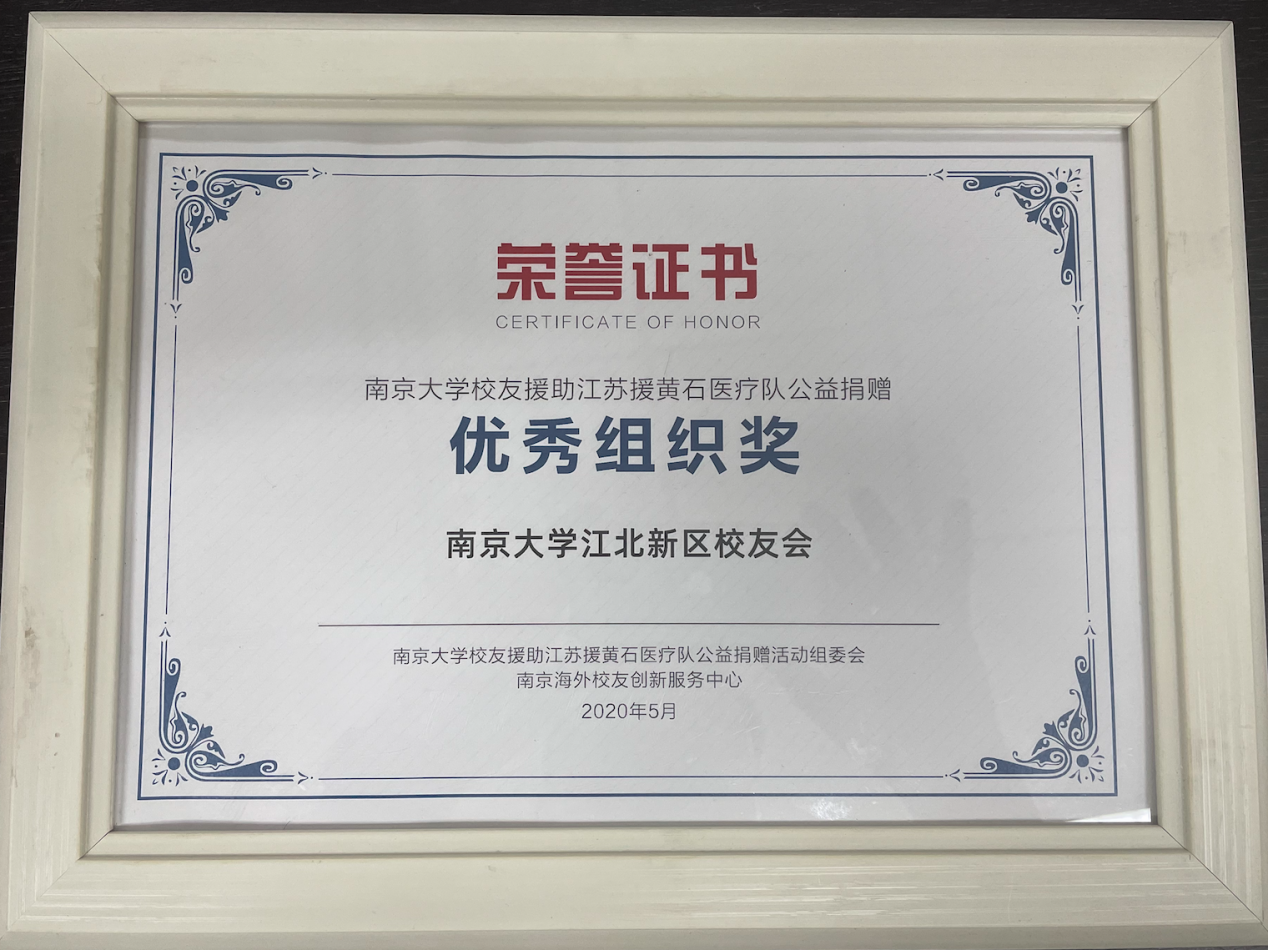 荣誉证书
CERTIFICATE OF HONOR
南京大学校友援助江苏援黄石医疗队公益捐赠
优秀组织奖
南京大学江北新区校友会
南京大学校友援助江苏援黄石医疗队公益捐赠活动组委会
南京海外校友创新服务中心
2020年5月